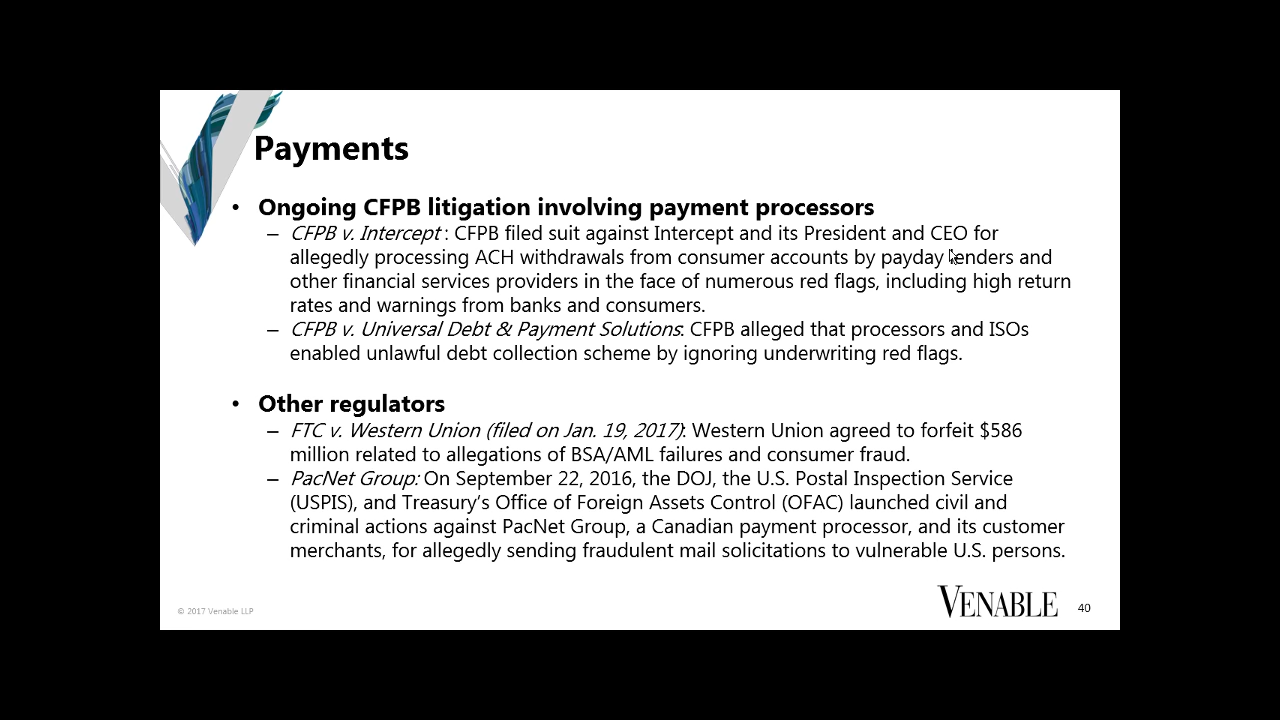 Payments
• Ongoing CFPB litigation involving payment processors
– CFPB v. Intercept : CFPB filed suit against Intercept and its President and CEO for
allegedly processing ACH withdrawals from consumer accounts by payday lenders and
other financial services providers in the face of numerous red flags, including high return
rates and warnings from banks and consumers.
– CFPB v. Universal Debt & Payment Solutions: CFPB alleged that processors and ISOs
enabled unlawful debt collection scheme by ignoring underwriting red flags.
• Other regulators
– FTC v. Western Union (filed on Jan. 19, 2017): Western Union agreed to forfeit $586
million related to allegations of BSA/AML failures and consumer fraud.
– PacNet Group: On September 22, 2016, the DOJ, the U.S. Postal Inspection Service
(USPIS), and Treasury’s Office of Foreign Assets Control (OFAC) launched civil and
criminal actions against PacNet Group, a Canadian payment processor, and its customer
merchants, for allegedly sending fraudulent mail solicitations to vulnerable U.S. persons.
© 2017 Venable LLP
VENABLE
40